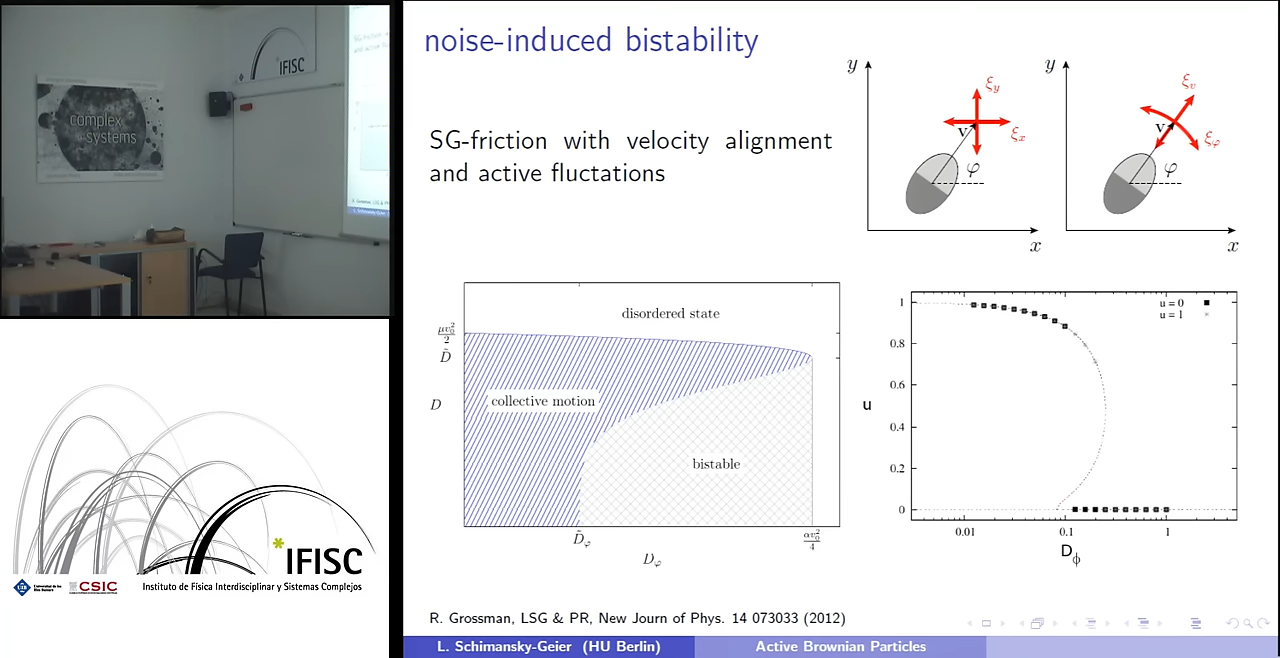 complex
systems
IFISC
noise-induced bistability
SG-friction with velocity alignment
and active fluctations
y
ξy
ξx
v
φ
x
y
ξv
ξφ
v
φ
x
disordered state
μv₀²/2
D̃
D
collective motion
bistable
D̃φ
αv₀²/4
Dφ
u = 0
u = 1
1
0.8
0.6
0.4
0.2
0
u
0.01
0.1
1
Dϕ
IFISC
CSIC
Instituto de Física Interdisciplinar y Sistemas Complejos
R. Grossman, LSG & PR, New Journ of Phys. 14 073033 (2012)
L. Schimansky-Geier (HU Berlin)
Active Brownian Particles